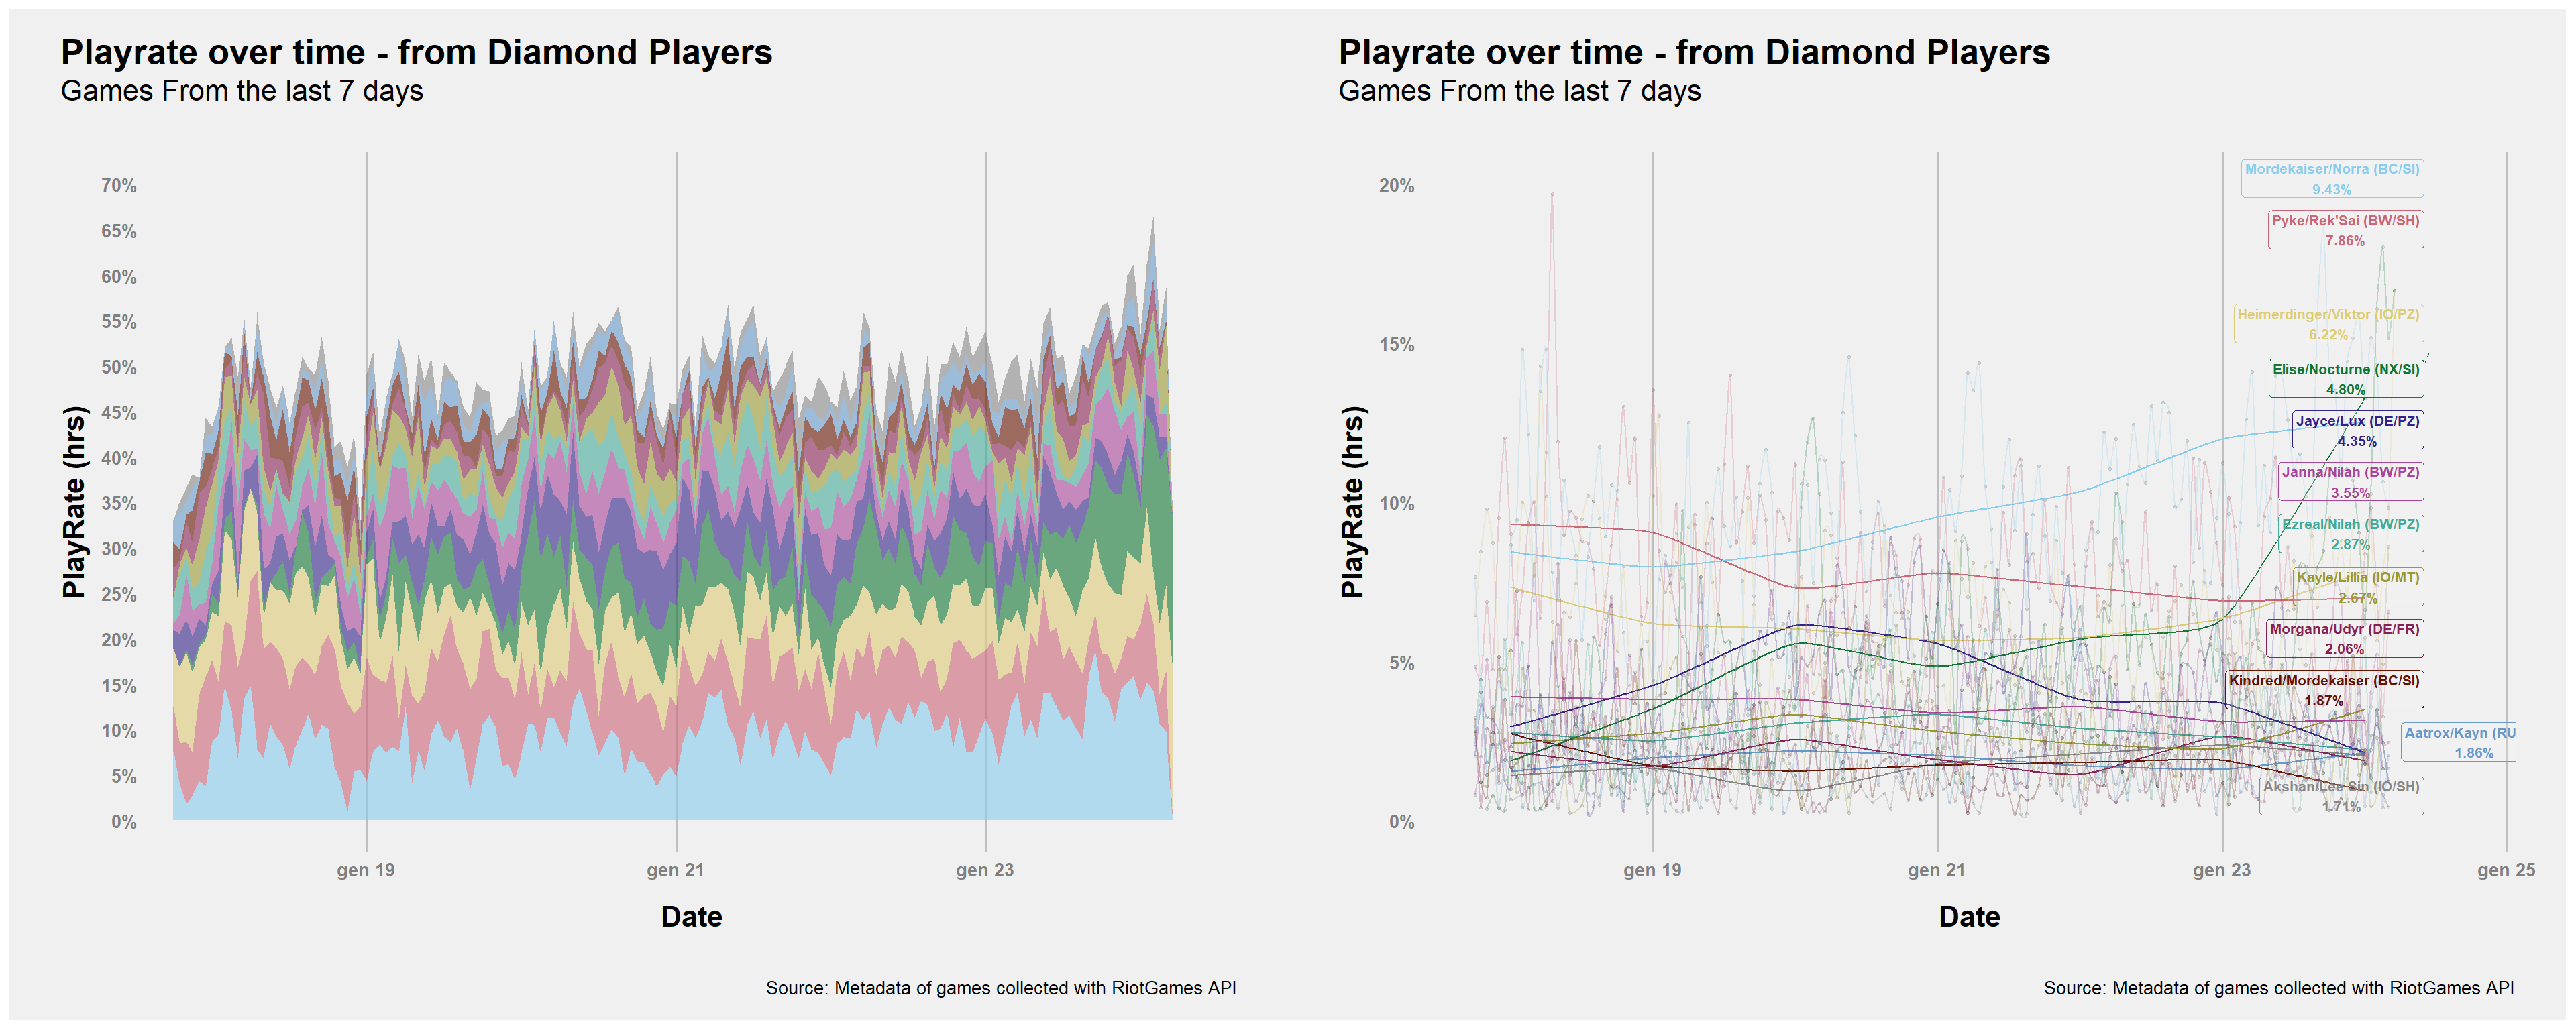 Playrate over time - from Diamond Players
Games From the last 7 days
70%
65%
60%
55%
50%
45%
40%
35%
30%
25%
20%
15%
10%
5%
0%
PlayRate (hrs)
gen 19
gen 21
gen 23
Date
Source: Metadata of games collected with RiotGames API
Playrate over time - from Diamond Players
Games From the last 7 days
20%
15%
10%
5%
0%
PlayRate (hrs)
Mordekaiser/Norra (BC/SI)
9.43%
Pyke/Rek'Sai (BW/SH)
7.86%
Heimerdinger/Viktor (IO/PZ)
6.22%
Elise/Nocturne (NX/SI)
4.80%
Jayce/Lux (DE/PZ)
4.35%
Janna/Nilah (BW/PZ)
3.55%
Ezreal/Nilah (BW/PZ)
2.87%
Kayle/Lillia (IO/MT)
2.67%
Morgana/Udyr (DE/FR)
2.06%
Kindred/Mordekaiser (BC/SI)
1.87%
Aatrox/Kayn (RU
1.86%
Akshan/Lee Sin (IO/SH)
1.71%
gen 19
gen 21
gen 23
gen 25
Date
Source: Metadata of games collected with RiotGames API